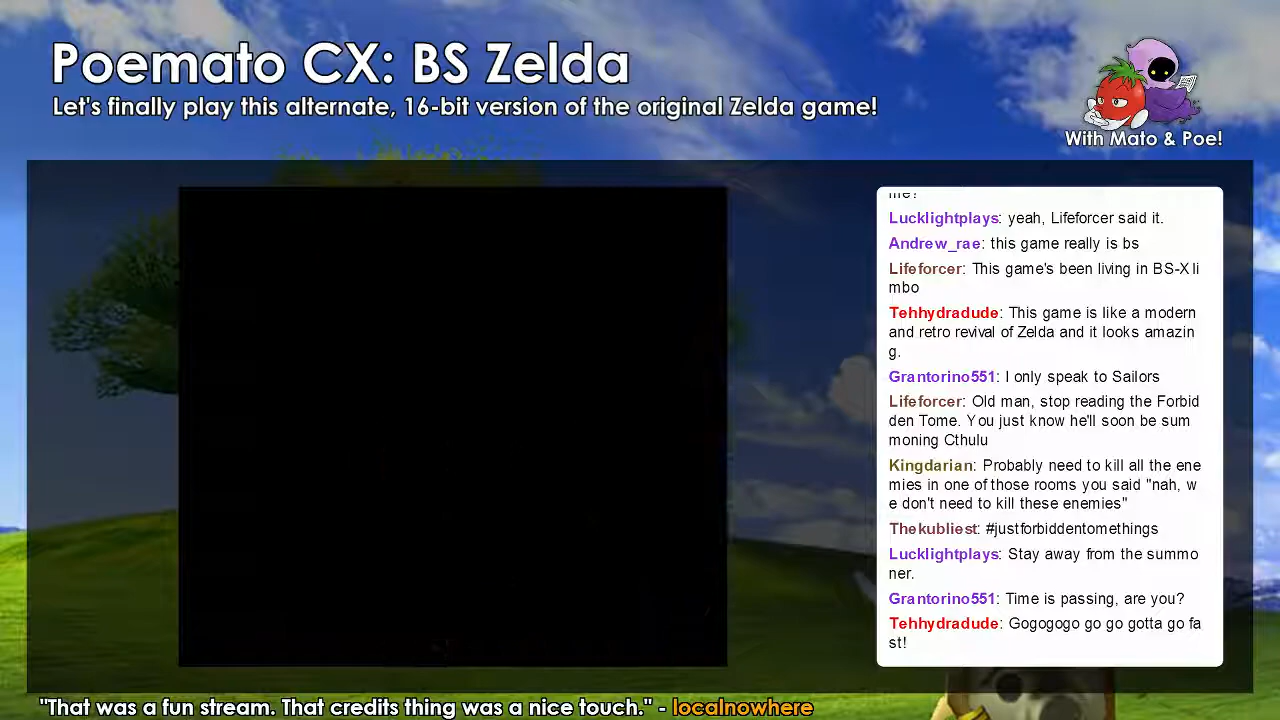 Poemato CX: BS Zelda
Let's finally play this alternate, 16-bit version of the original Zelda game!
With Mato & Poe!
Lucklightplays: yeah, Lifeforcer said it.
Andrew_rae: this game really is bs
Lifeforcer: This game's been living in BS-X li
mbo
Tehhydradude: This game is like a modern
and retro revival of Zelda and it looks amazin
g.
Grantorino551: I only speak to Sailors
Lifeforcer: Old man, stop reading the Forbid
den Tome. You just know he'll soon be sum
moning Cthulu
Kingdarian: Probably need to kill all the ene
mies in one of those rooms you said "nah, w
e don't need to kill these enemies"
Thekubliest: #justforbiddentomethings
Lucklightplays: Stay away from the summo
ner.
Grantorino551: Time is passing, are you?
Tehhydradude: Gogogogo go go gotta go fa
st!
"That was a fun stream. That credits thing was a nice touch." - localnowhere